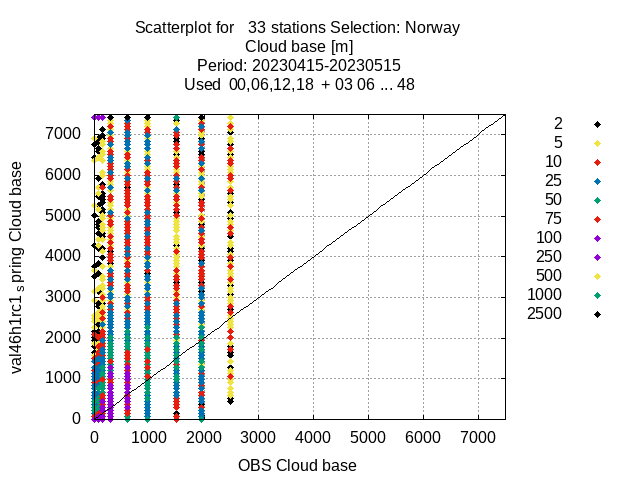 Scatterplot for 33 stations Selection: Norway
Cloud base [m]
Period: 20230415-20230515
Used 00,06,12,18 + 03 06 ... 48
7000
6000
5000
4000
3000
2000
1000
0
val46h1rc1 s pring Cloud base
0 1000 2000 3000 4000 5000 6000 7000
OBS Cloud base
2
5
10
25
50
75
100
250
500
1000
2500